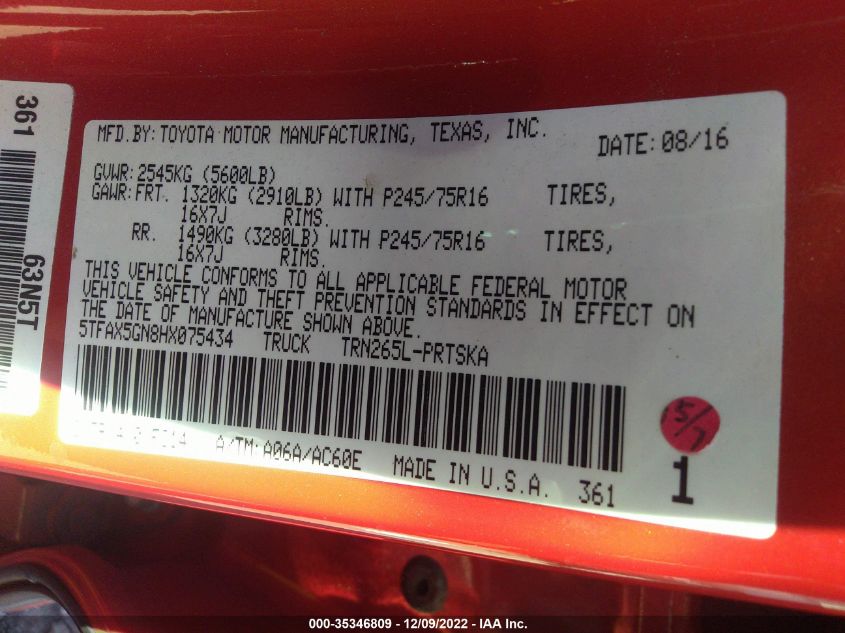 361
63N5T
MFD.BY: TOYOTA MOTOR MANUFACTURING, TEXAS, INC.
DATE: 08/16
GVWR: 2545KG (5600LB)
GAWR: FRT. 1320KG (2910LB) WITH P245/75R16 TIRES,
16X7J RIMS.
RR. 1490KG (3280LB) WITH P245/75R16 TIRES,
16X7J RIMS.
THIS VEHICLE CONFORMS TO ALL APPLICABLE FEDERAL MOTOR
VEHICLE SAFETY AND THEFT PREVENTION STANDARDS IN EFFECT ON
THE DATE OF MANUFACTURE SHOWN ABOVE.
5TFAX5GN8HX075434 TRUCK TRN265L-PRTSKA
5/7
A/TM: A06A/AC60E MADE IN U.S.A. 361
1
000-35346809 - 12/09/2022 - IAA Inc.